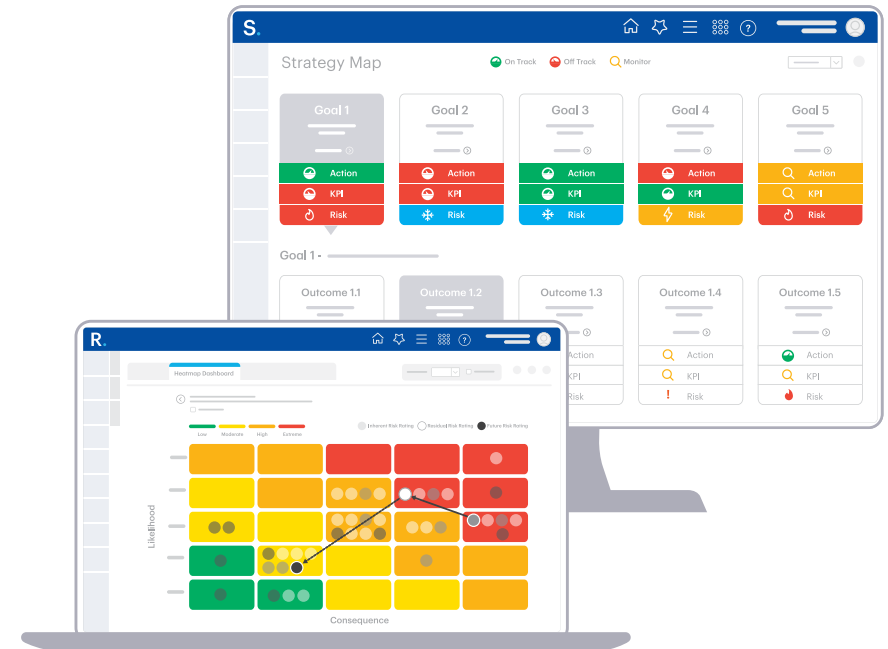 S.
?
Strategy Map
On Track Off Track Monitor
Goal 1 Goal 2 Goal 3 Goal 4 Goal 5
Action Action Action Action Action
KPI KPI KPI KPI KPI
Risk Risk Risk Risk Risk
Goal 1 -
Outcome 1.1 Outcome 1.2 Outcome 1.3 Outcome 1.4 Outcome 1.5
Action Action Action
KPI KPI KPI
Risk Risk Risk
R.
?
Heatmap Dashboard
Low Moderate High Extreme
Inherent Risk Rating Residual Risk Rating Future Risk Rating
Likelihood
Consequence